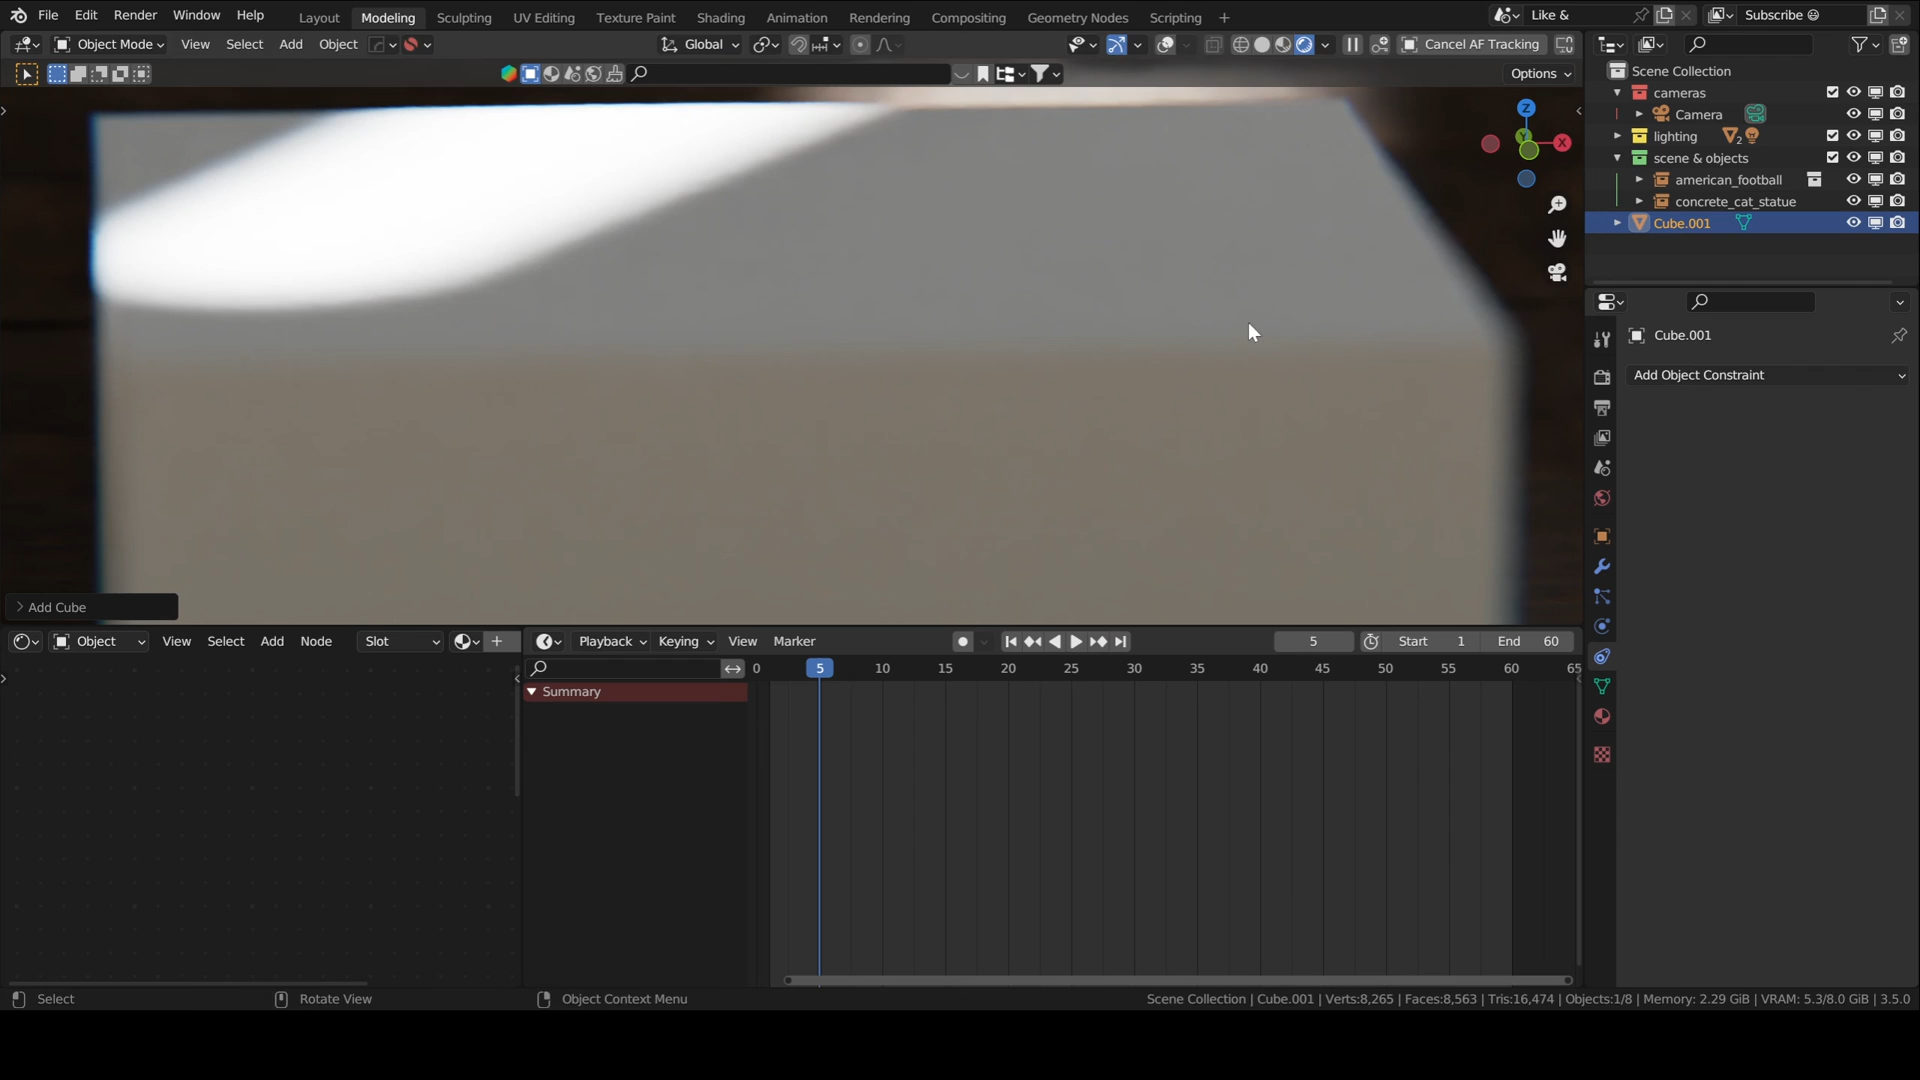 File Edit Render Window Help Layout Modeling Sculpting UV Editing Texture Paint Shading Animation Rendering Compositing Geometry Nodes Scripting + Like & Subscribe 😃
Object Mode View Select Add Object Global Cancel AF Tracking
Options
Scene Collection
cameras
Camera
lighting 2
scene & objects
american_football
concrete_cat_statue
Cube.001
Z
Y
X
Cube.001
Add Object Constraint
Add Cube
Object View Select Add Node Slot
Playback Keying View Marker 5 Start 1 End 60
0 5 10 15 20 25 30 35 40 45 50 55 60 65
Summary
Select Rotate View Object Context Menu
Scene Collection | Cube.001 | Verts:8,265 | Faces:8,563 | Tris:16,474 | Objects:1/8 | Memory: 2.29 GiB | VRAM: 5.3/8.0 GiB | 3.5.0